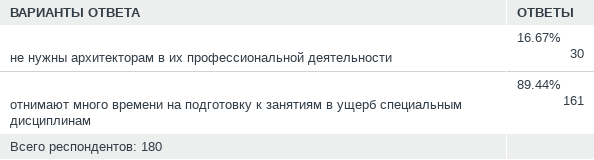 ВАРИАНТЫ ОТВЕТА ОТВЕТЫ
16.67%
не нужны архитекторам в их профессиональной деятельности 30
89.44%
отнимают много времени на подготовку к занятиям в ущерб специальным 161
дисциплинам
Всего респондентов: 180